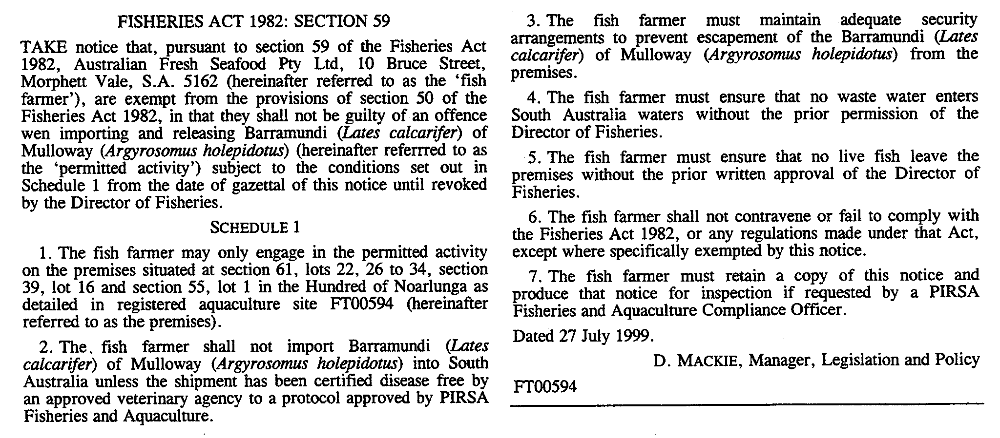 FISHERIES ACT 1982: SECTION 59
TAKE notice that, pursuant to section 59 of the Fisheries Act
1982, Australian Fresh Seafood Pty Ltd, 10 Bruce Street,
Morphett Vale, S.A. 5162 (hereinafter referred to as the ‘fish
farmer’), are exempt from the provisions of section 50 of the
Fisheries Act 1982, in that they shall not be guilty of an offence
wen importing and releasing Barramundi (Lates calcarifer) of
Mulloway (Argyrosomus holepidotus) (hereinafter referrred to as
the ‘permitted activity’) subject to the conditions set out in
Schedule 1 from the date of gazettal of this notice until revoked
by the Director of Fisheries.
SCHEDULE 1
1. The fish farmer may only engage in the permitted activity
on the premises situated at section 61, lots 22, 26 to 34, section
39, lot 16 and section 55, lot 1 in the Hundred of Noarlunga as
detailed in registered aquaculture site FT00594 (hereinafter
referred to as the premises).
2. The fish farmer shall not import Barramundi (Lates
calcarifer) of Mulloway (Argyrosomus holepidotus) into South
Australia unless the shipment has been certified disease free by
an approved veterinary agency to a protocol approved by PIRSA
Fisheries and Aquaculture.
3. The fish farmer must maintain adequate security
arrangements to prevent escapement of the Barramundi (Lates
calcarifer) of Mulloway (Argyrosomus holepidotus) from the
premises.
4. The fish farmer must ensure that no waste water enters
South Australia waters without the prior permission of the
Director of Fisheries.
5. The fish farmer must ensure that no live fish leave the
premises without the prior written approval of the Director of
Fisheries.
6. The fish farmer shall not contravene or fail to comply with
the Fisheries Act 1982, or any regulations made under that Act,
except where specifically exempted by this notice.
7. The fish farmer must retain a copy of this notice and
produce that notice for inspection if requested by a PIRSA
Fisheries and Aquaculture Compliance Officer.
Dated 27 July 1999.
D. MACKIE, Manager, Legislation and Policy
FT00594